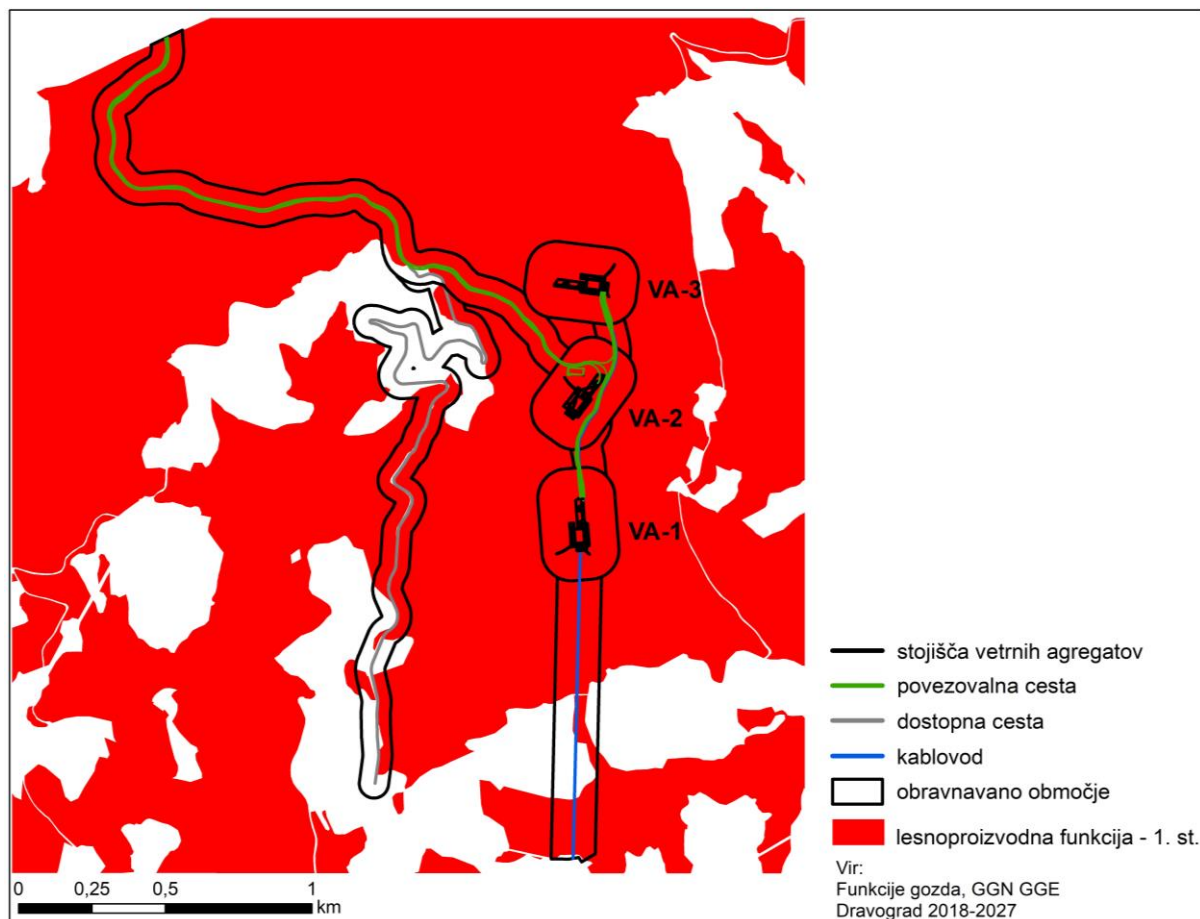 VA-3
VA-2
VA-1
stojišča vetrnih agregatov
povezovalna cesta
dostopna cesta
kablovod
obravnavano območje
lesnoproizvodna funkcija - 1. st.
Vir:
Funkcije gozda, GGN GGE
Dravograd 2018-2027
0 0,25 0,5 1
km